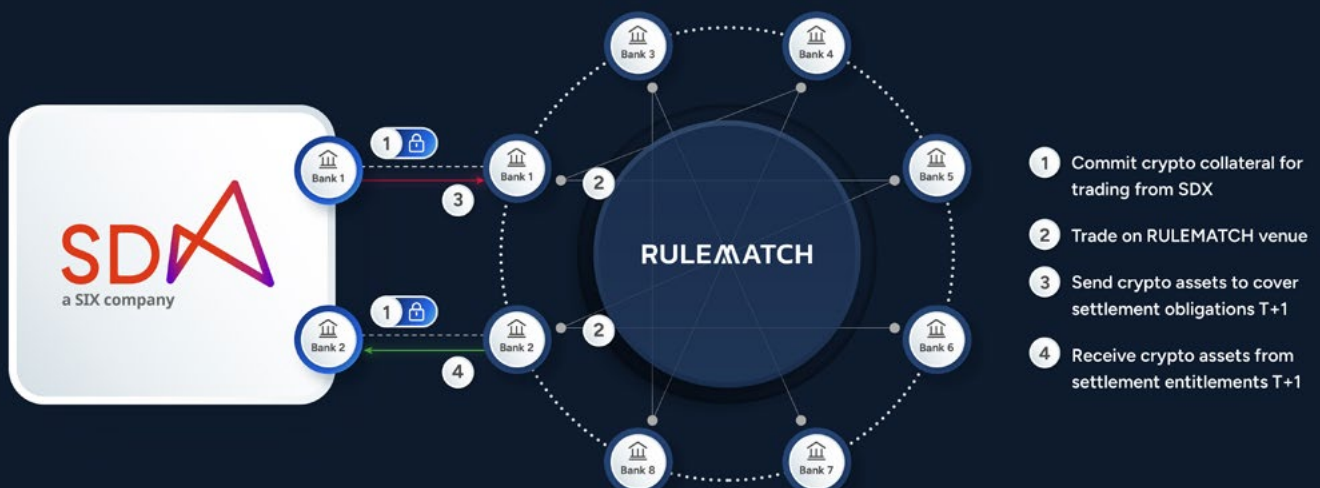 Bank 3
Bank 4
1
Bank 1
Bank 1
3
2
Bank 5
SDX
a SIX company
RULEMATCH
1
Bank 2
Bank 2
4
2
Bank 6
Bank 8
Bank 7
1 Commit crypto collateral for
trading from SDX
2 Trade on RULEMATCH venue
3 Send crypto assets to cover
settlement obligations T+1
4 Receive crypto assets from
settlement entitlements T+1